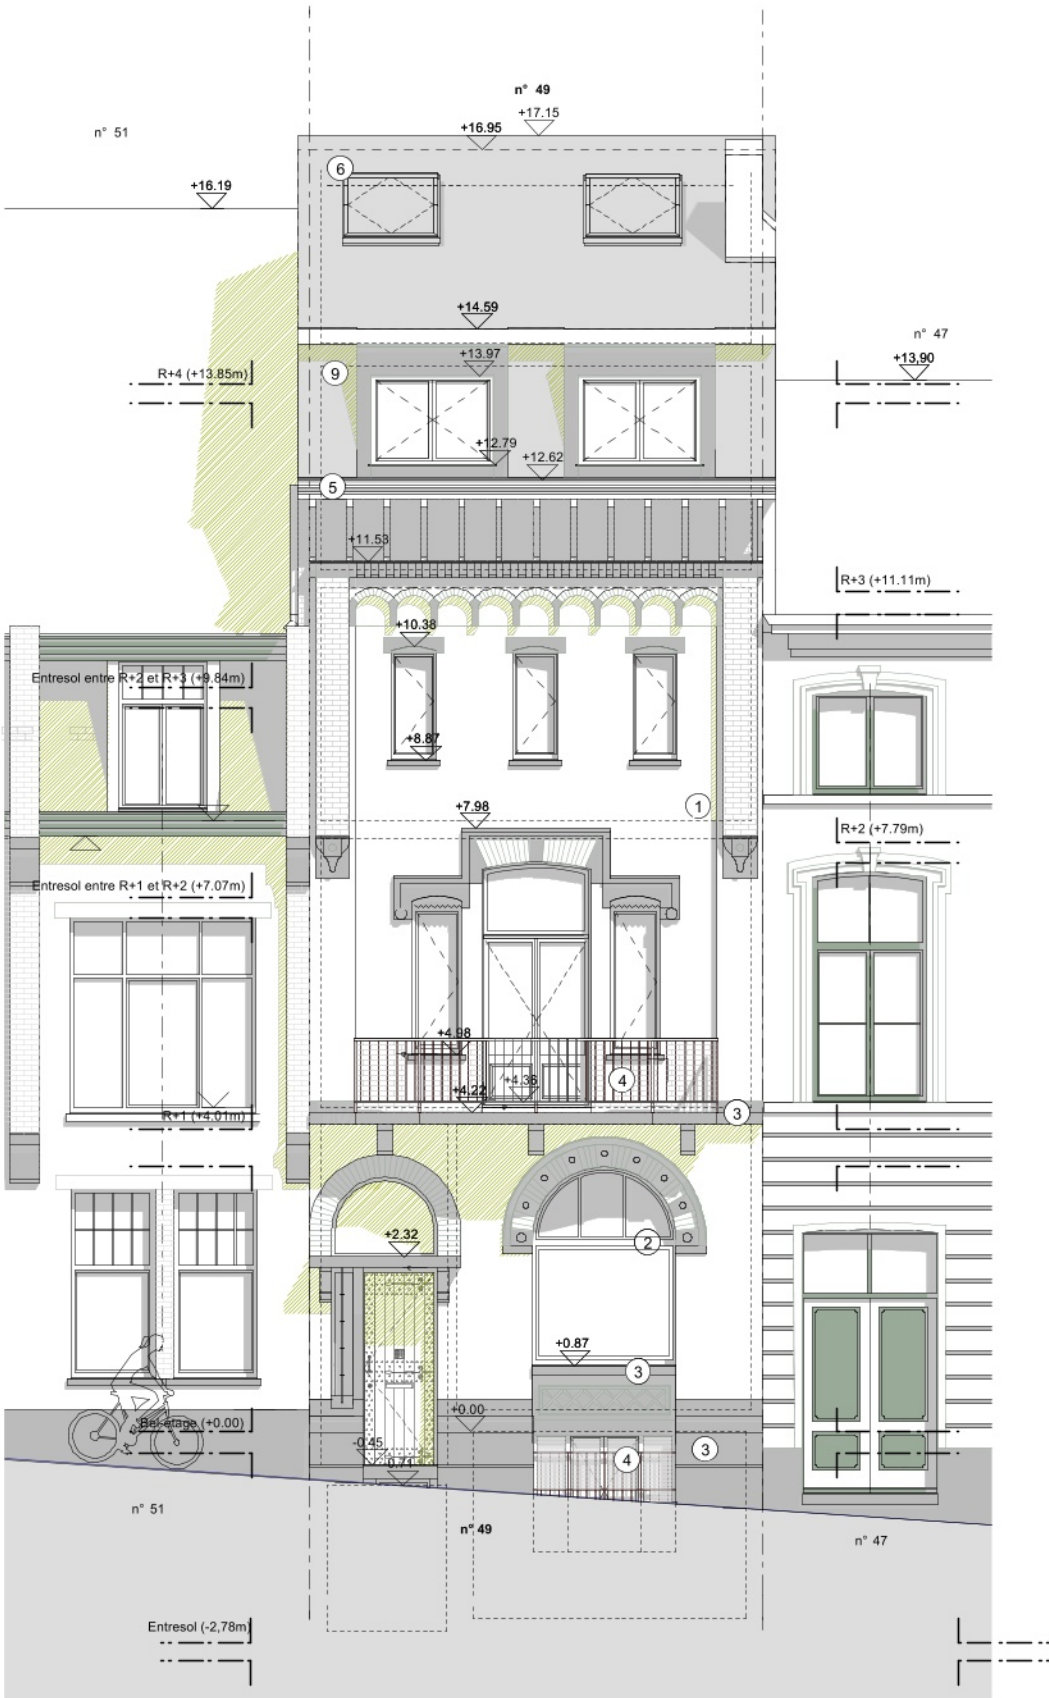 n° 49
+17.15
n° 51
+16.95
6
+16.19
+14.59
n° 47
+13.97
+13,90
R+4 (+13.85m)
9
+12.79
+12.62
5
+11.53
R+3 (+11.11m)
+10.38
Entresol entre R+2 et R+3 (+9.84m)
+8.87
1
+7.98
R+2 (+7.79m)
Entresol entre R+1 et R+2 (+7.07m)
+4.98
+4.36
4
+4.22
3
R+1 (+4.01m)
+2.32
2
+0.87
3
+0.00
Bel-étage (+0.00)
-0.45
3
4
-0.71
n° 51
n° 49
n° 47
Entresol (-2,78m)